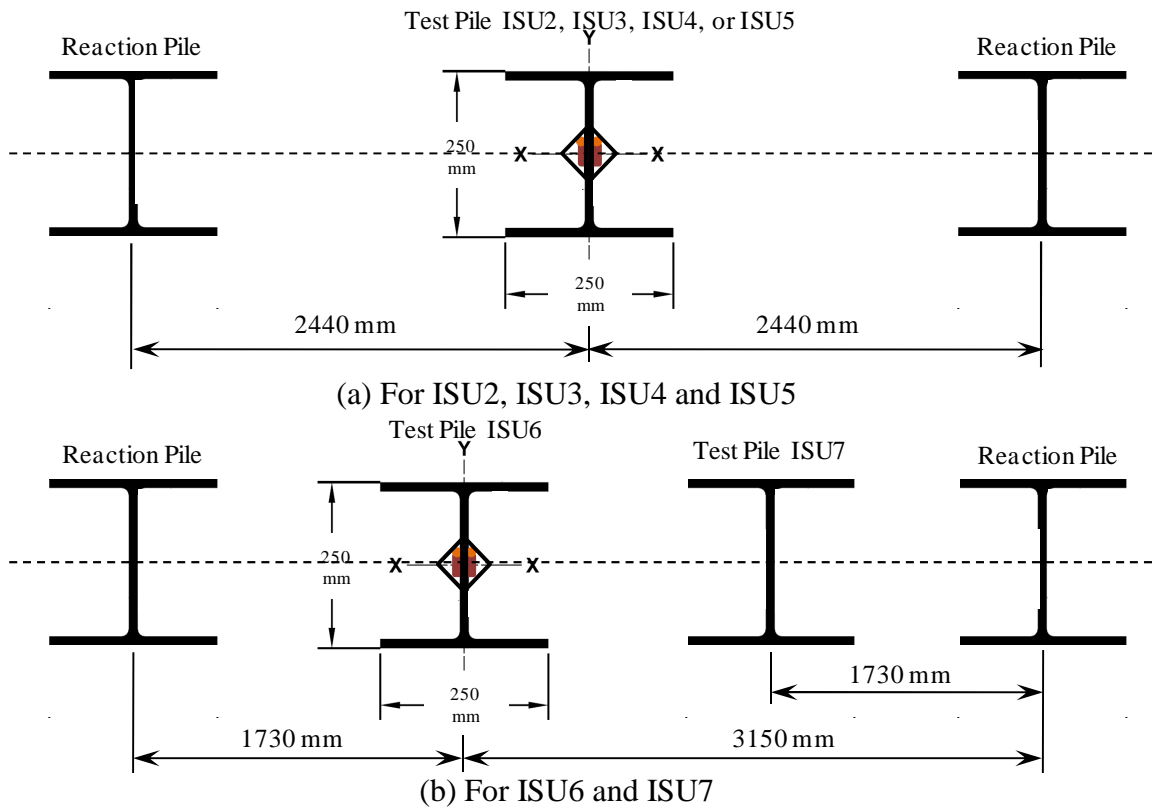 Test Pile ISU2, ISU3, ISU4, or ISU5
Reaction Pile
Y
Reaction Pile
250
mm
X
X
250
mm
2440 mm
2440 mm
(a) For ISU2, ISU3, ISU4 and ISU5
Test Pile ISU6
Reaction Pile
Y
Test Pile ISU7
Reaction Pile
250
mm
X
X
250
mm
1730 mm
1730 mm
3150 mm
(b) For ISU6 and ISU7